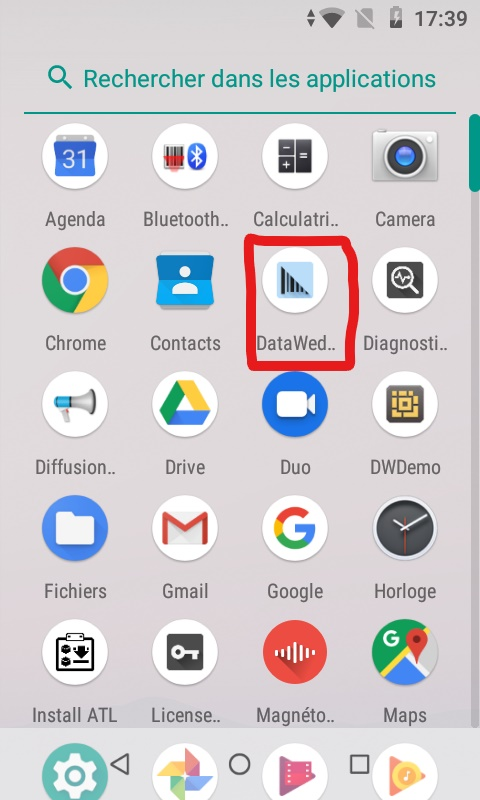 17:39
Rechercher dans les applications
31
Agenda Bluetooth.. Calculatri.. Camera
Chrome Contacts DataWed.. Diagnosti..
Diffusion.. Drive Duo DWDemo
Fichiers Gmail Google Horloge
G
Install ATL License.. Magnéto.. Maps